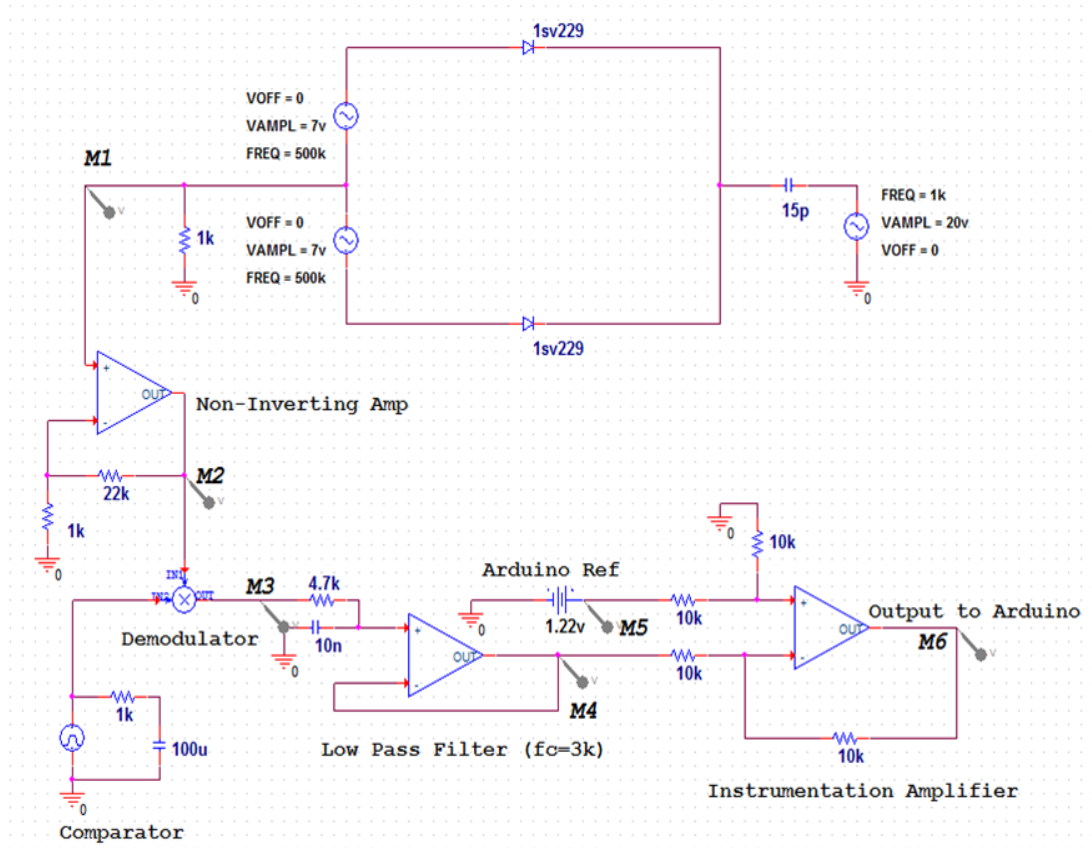 1sv229
VOFF = 0
VAMPL = 7v
FREQ = 500k
M1
V
1k
0
VOFF = 0
VAMPL = 7v
FREQ = 500k
15p
FREQ = 1k
VAMPL = 20v
VOFF = 0
0
1sv229
+
OUT
-
Non-Inverting Amp
22k
M2
V
1k
0
IN1
IN2
OUT
Demodulator
M3
V
4.7k
10n
0
+
OUT
-
M4
V
Low Pass Filter (fc=3k)
Arduino Ref
0
1.22v
M5
V
10k
0
10k
10k
+
OUT
-
Output to Arduino
M6
V
10k
Instrumentation Amplifier
1k
100u
0
Comparator